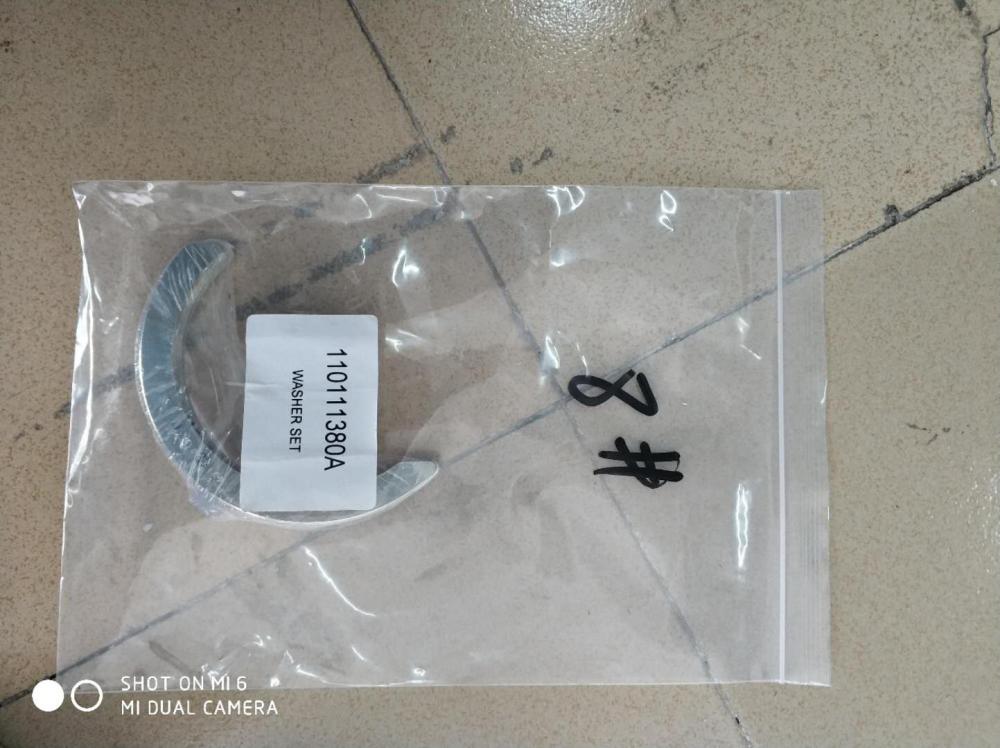 110111380A
WASHER SET
8#
SHOT ON MI 6
MI DUAL CAMERA